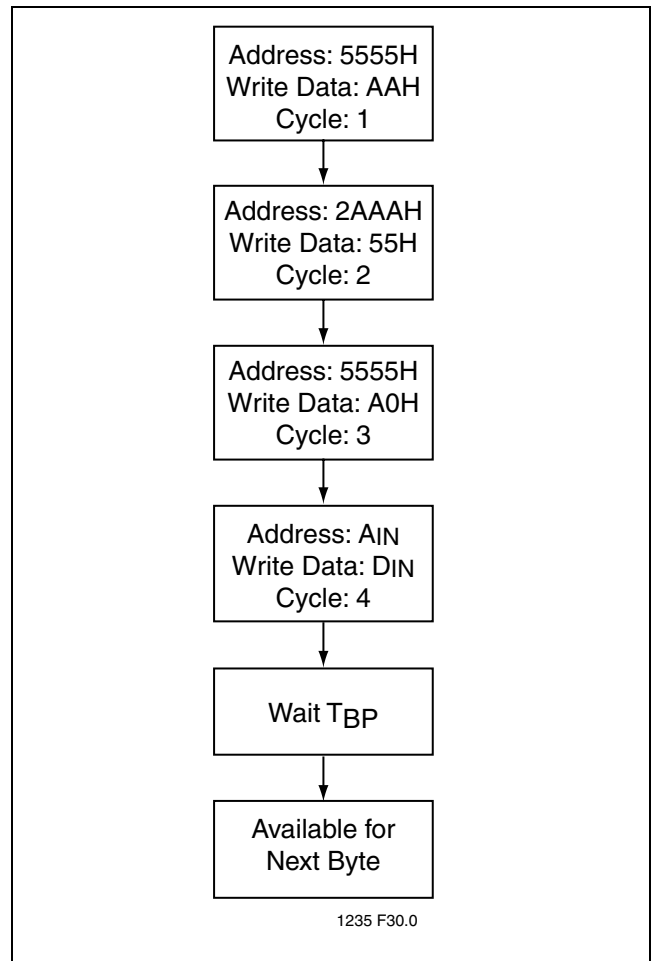 Address: 5555H
Write Data: AAH
Cycle: 1
Address: 2AAAH
Write Data: 55H
Cycle: 2
Address: 5555H
Write Data: A0H
Cycle: 3
Address: AIN
Write Data: DIN
Cycle: 4
Wait TBP
Available for
Next Byte
1235 F30.0